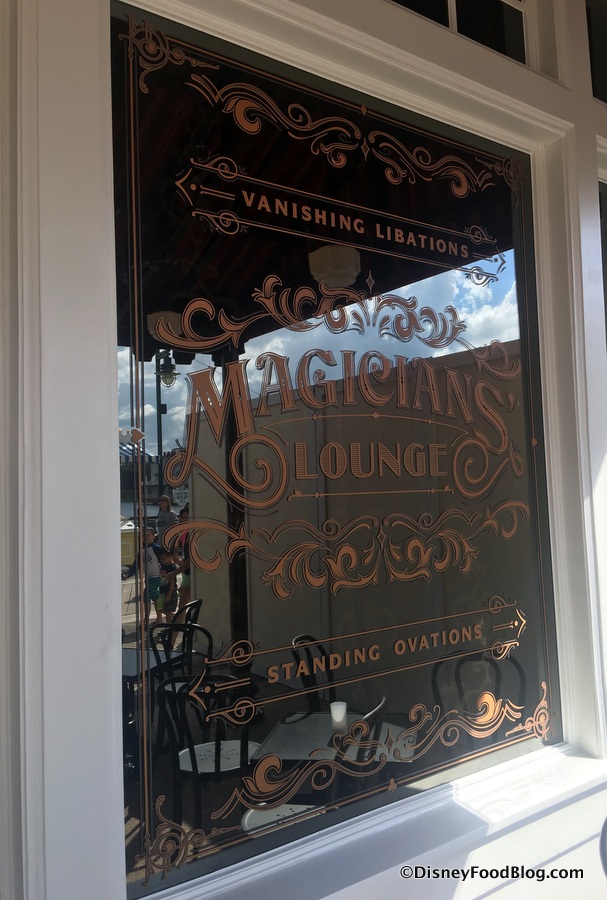 VANISHING LIBATIONS
MAGICIANS'
LOUNGE
STANDING OVATIONS
©DisneyFoodBlog.com